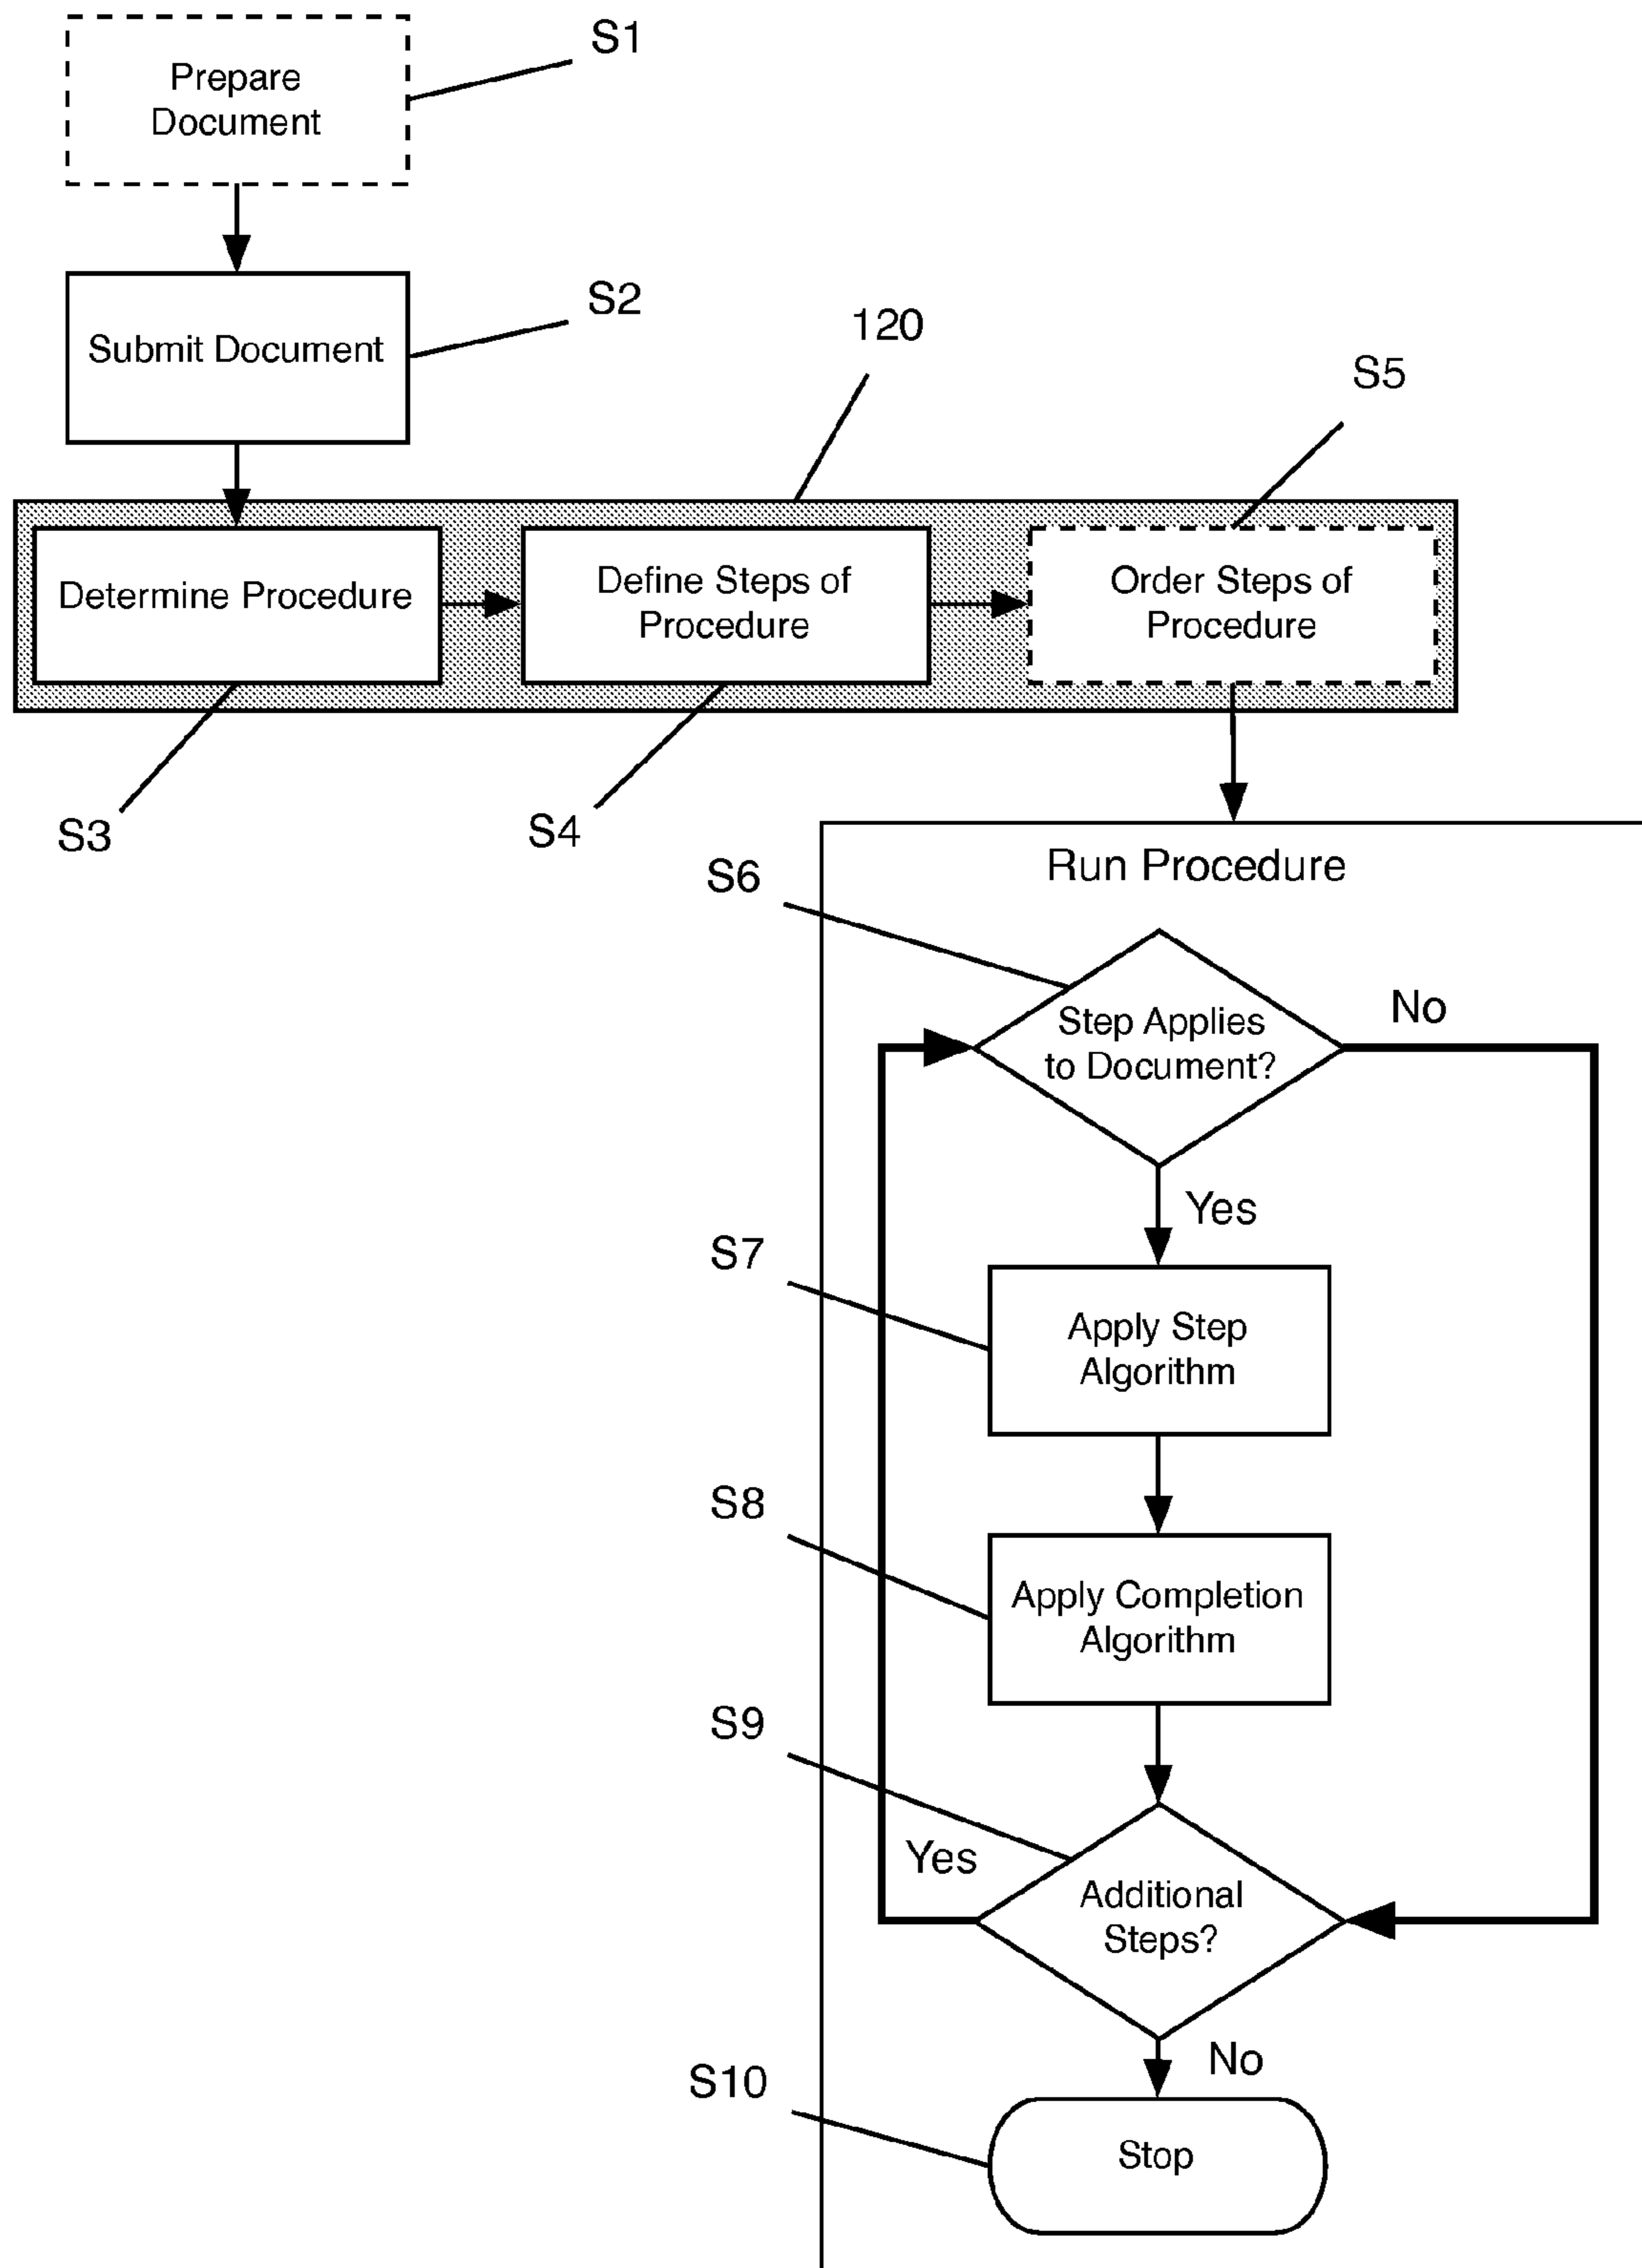 S1
Prepare
Document
S2
Submit Document
120
S5
Determine Procedure
Define Steps of
Procedure
Order Steps of
Procedure
S3
S4
Run Procedure
S6
Step Applies
to Document?
No
Yes
S7
Apply Step
Algorithm
S8
Apply Completion
Algorithm
S9
Yes
Additional
Steps?
No
S10
Stop